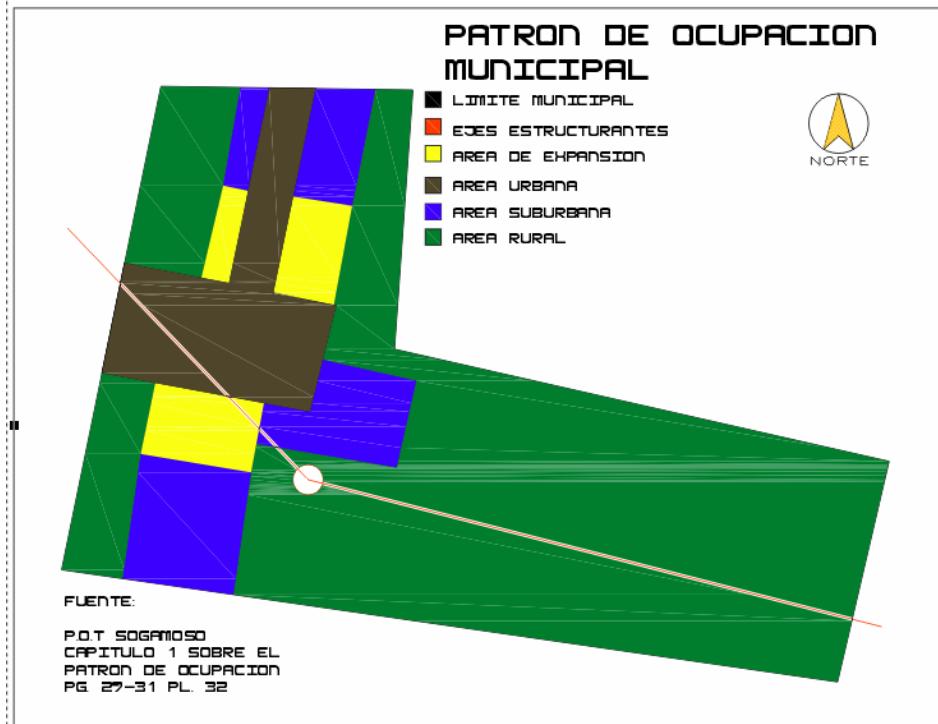 PATRON DE OCUPACION
MUNICIPAL
LIMITE MUNICIPAL
EJES ESTRUCTURANTES
AREA DE EXPANSION
AREA URBANA
AREA SUBURBANA
AREA RURAL
NORTE
FUENTE:
P.O.T SOGAMOSO
CAPITULO 1 SOBRE EL
PATRON DE OCUPACION
PG. 27-31 PL. 32